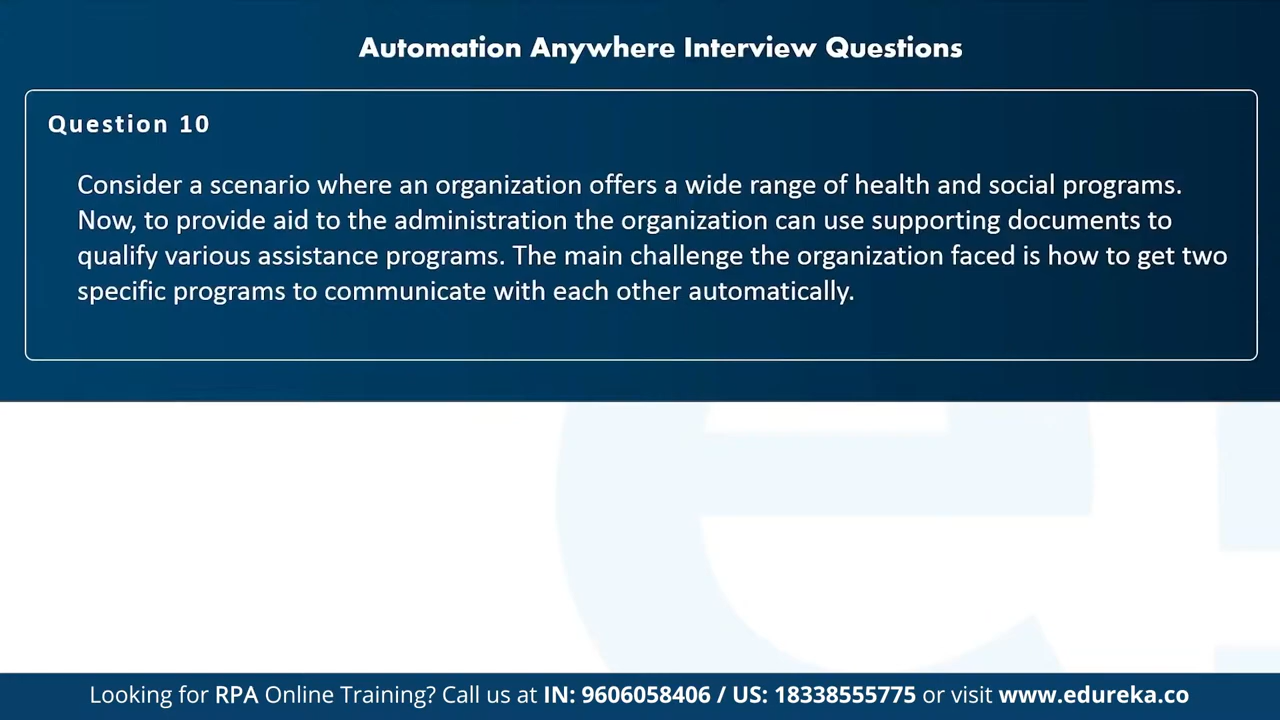 Automation Anywhere Interview Questions
Question 10
Consider a scenario where an organization offers a wide range of health and social programs.
Now, to provide aid to the administration the organization can use supporting documents to
qualify various assistance programs. The main challenge the organization faced is how to get two
specific programs to communicate with each other automatically.
Looking for RPA Online Training? Call us at IN: 9606058406 / US: 18338555775 or visit www.edureka.co